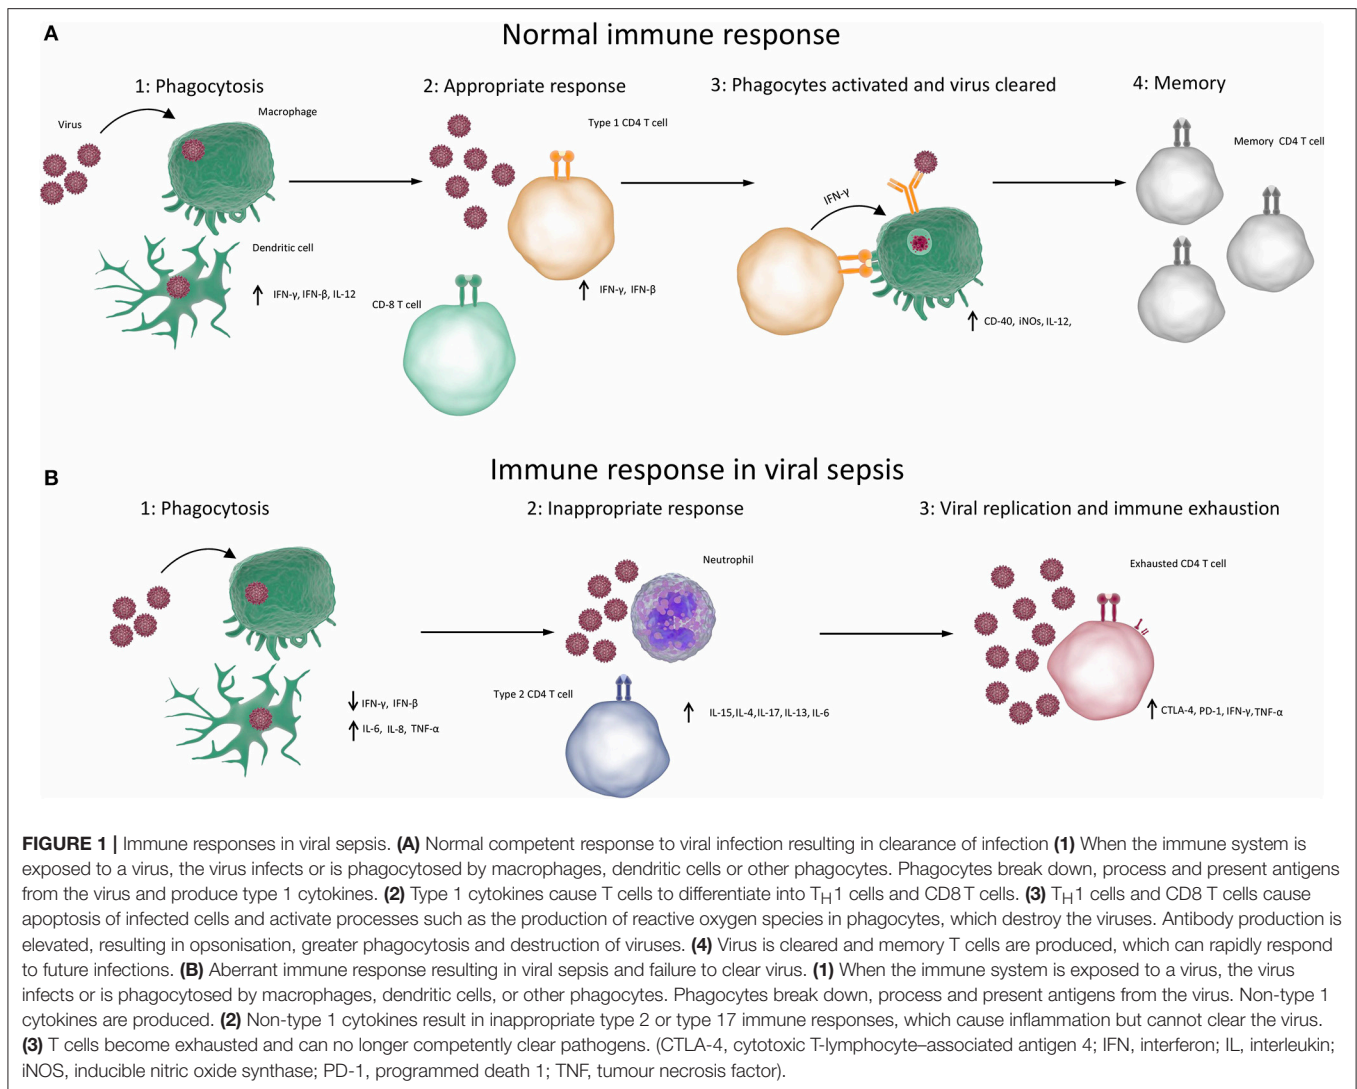 A
Normal immune response
1: Phagocytosis
2: Appropriate response
3: Phagocytes activated and virus cleared
4: Memory
Virus
Macrophage
Dendritic cell
IFN-γ, IFN-β, IL-12
Type 1 CD4 T cell
IFN-γ, IFN-β
CD-8 T cell
IFN-γ
CD-40, iNOs, IL-12,
Memory CD4 T cell
B
Immune response in viral sepsis
1: Phagocytosis
2: Inappropriate response
3: Viral replication and immune exhaustion
IFN-γ, IFN-β
IL-6, IL-8, TNF-α
Neutrophil
Type 2 CD4 T cell
IL-15, IL-4, IL-17, IL-13, IL-6
Exhausted CD4 T cell
CTLA-4, PD-1, IFN-γ, TNF-α
FIGURE 1 | Immune responses in viral sepsis. (A) Normal competent response to viral infection resulting in clearance of infection (1) When the immune system is
exposed to a virus, the virus infects or is phagocytosed by macrophages, dendritic cells or other phagocytes. Phagocytes break down, process and present antigens
from the virus and produce type 1 cytokines. (2) Type 1 cytokines cause T cells to differentiate into TH1 cells and CD8 T cells. (3) TH1 cells and CD8 T cells cause
apoptosis of infected cells and activate processes such as the production of reactive oxygen species in phagocytes, which destroy the viruses. Antibody production is
elevated, resulting in opsonisation, greater phagocytosis and destruction of viruses. (4) Virus is cleared and memory T cells are produced, which can rapidly respond
to future infections. (B) Aberrant immune response resulting in viral sepsis and failure to clear virus. (1) When the immune system is exposed to a virus, the virus
infects or is phagocytosed by macrophages, dendritic cells, or other phagocytes. Phagocytes break down, process and present antigens from the virus. Non-type 1
cytokines are produced. (2) Non-type 1 cytokines result in inappropriate type 2 or type 17 immune responses, which cause inflammation but cannot clear the virus.
(3) T cells become exhausted and can no longer competently clear pathogens. (CTLA-4, cytotoxic T-lymphocyte–associated antigen 4; IFN, interferon; IL, interleukin;
iNOS, inducible nitric oxide synthase; PD-1, programmed death 1; TNF, tumour necrosis factor).